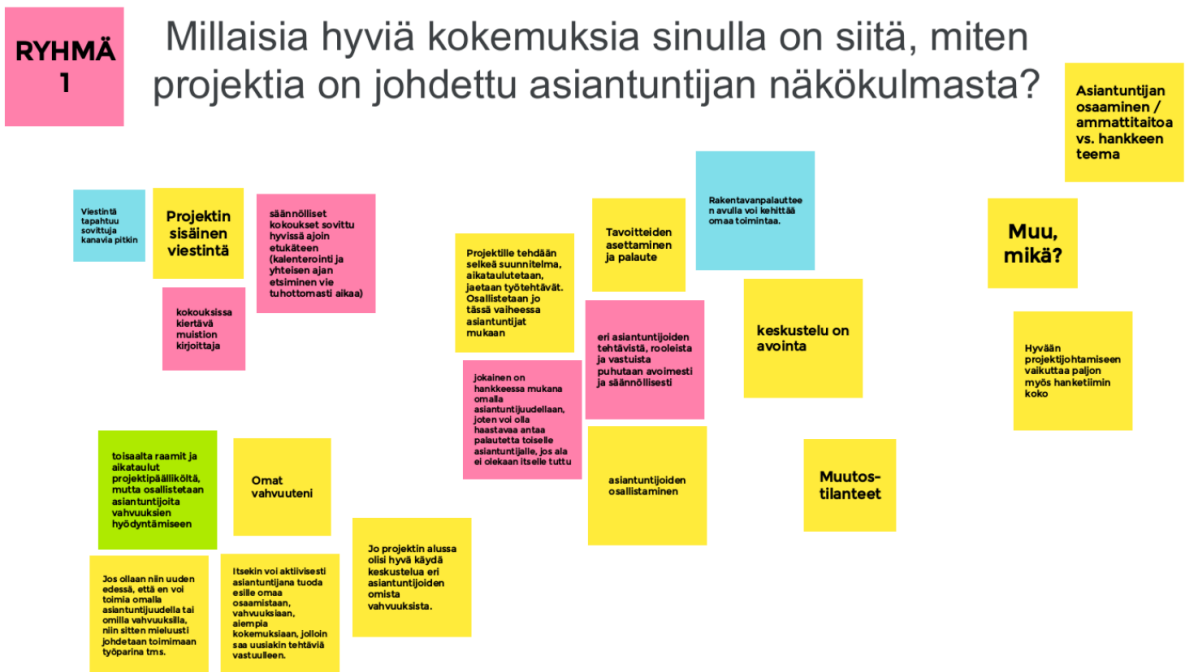 RYHMÄ
1
Millaisia hyviä kokemuksia sinulla on siitä, miten
projektia on johdettu asiantuntijan näkökulmasta?
Asiantuntijan
osaaminen /
ammattitaitoa
vs. hankkeen
teema
Viestintä
tapahtuu
sovittuja
kanavia pitkin
Projektin
sisäinen
viestintä
säännölliset
kokoukset sovittu
hyvissä ajoin
etukäteen
(kalenterointi ja
yhteisen ajan
etsiminen vie
tuhottomasti aikaa)
kokouksissa
kiertävä
muistion
kirjoittaja
Projektille tehdään
selkeä suunnitelma,
aikataulutetaan,
jaetaan työtehtävät.
Osallistetaan jo
tässä vaiheessa
asiantuntijat
mukaan
Tavoitteiden
asettaminen
ja palaute
Rakentavanpalauttee
n avulla voi kehittää
omaa toimintaa.
eri asiantuntijoiden
tehtävistä, rooleista
ja vastuista
puhutaan avoimesti
ja säännöllisesti
keskustelu on
avointa
jokainen on
hankkeessa mukana
omalla
asiantuntijuudellaan,
joten voi olla
haastavaa antaa
palautetta toiselle
asiantuntijalle, jos ala
ei olekaan itselle tuttu
asiantuntijoiden
osallistaminen
Muu,
mikä?
Hyvään
projektijohtamiseen
vaikuttaa paljon
myös hanketiimin
koko
Muutos-
tilanteet
toisaalta raamit ja
aikataulut
projektipäälliköltä,
mutta osallistetaan
asiantuntijoita
vahvuuksien
hyödyntämiseen
Omat
vahvuuteni
Jo projektin alussa
olisi hyvä käydä
keskustelua eri
asiantuntijoiden
omista
vahvuuksista.
Jos ollaan niin uuden
edessä, että en voi
toimia omalla
asiantuntijuudella tai
omilla vahvuuksilla,
niin sitten mieluusti
johdetaan toimimaan
työparina tms.
Itsekin voi aktiivisesti
asiantuntijana tuoda
esille omaa
osaamistaan,
vahvuuksiaan,
aiempia
kokemuksiaan, jolloin
saa uusiakin tehtäviä
vastuulleen.